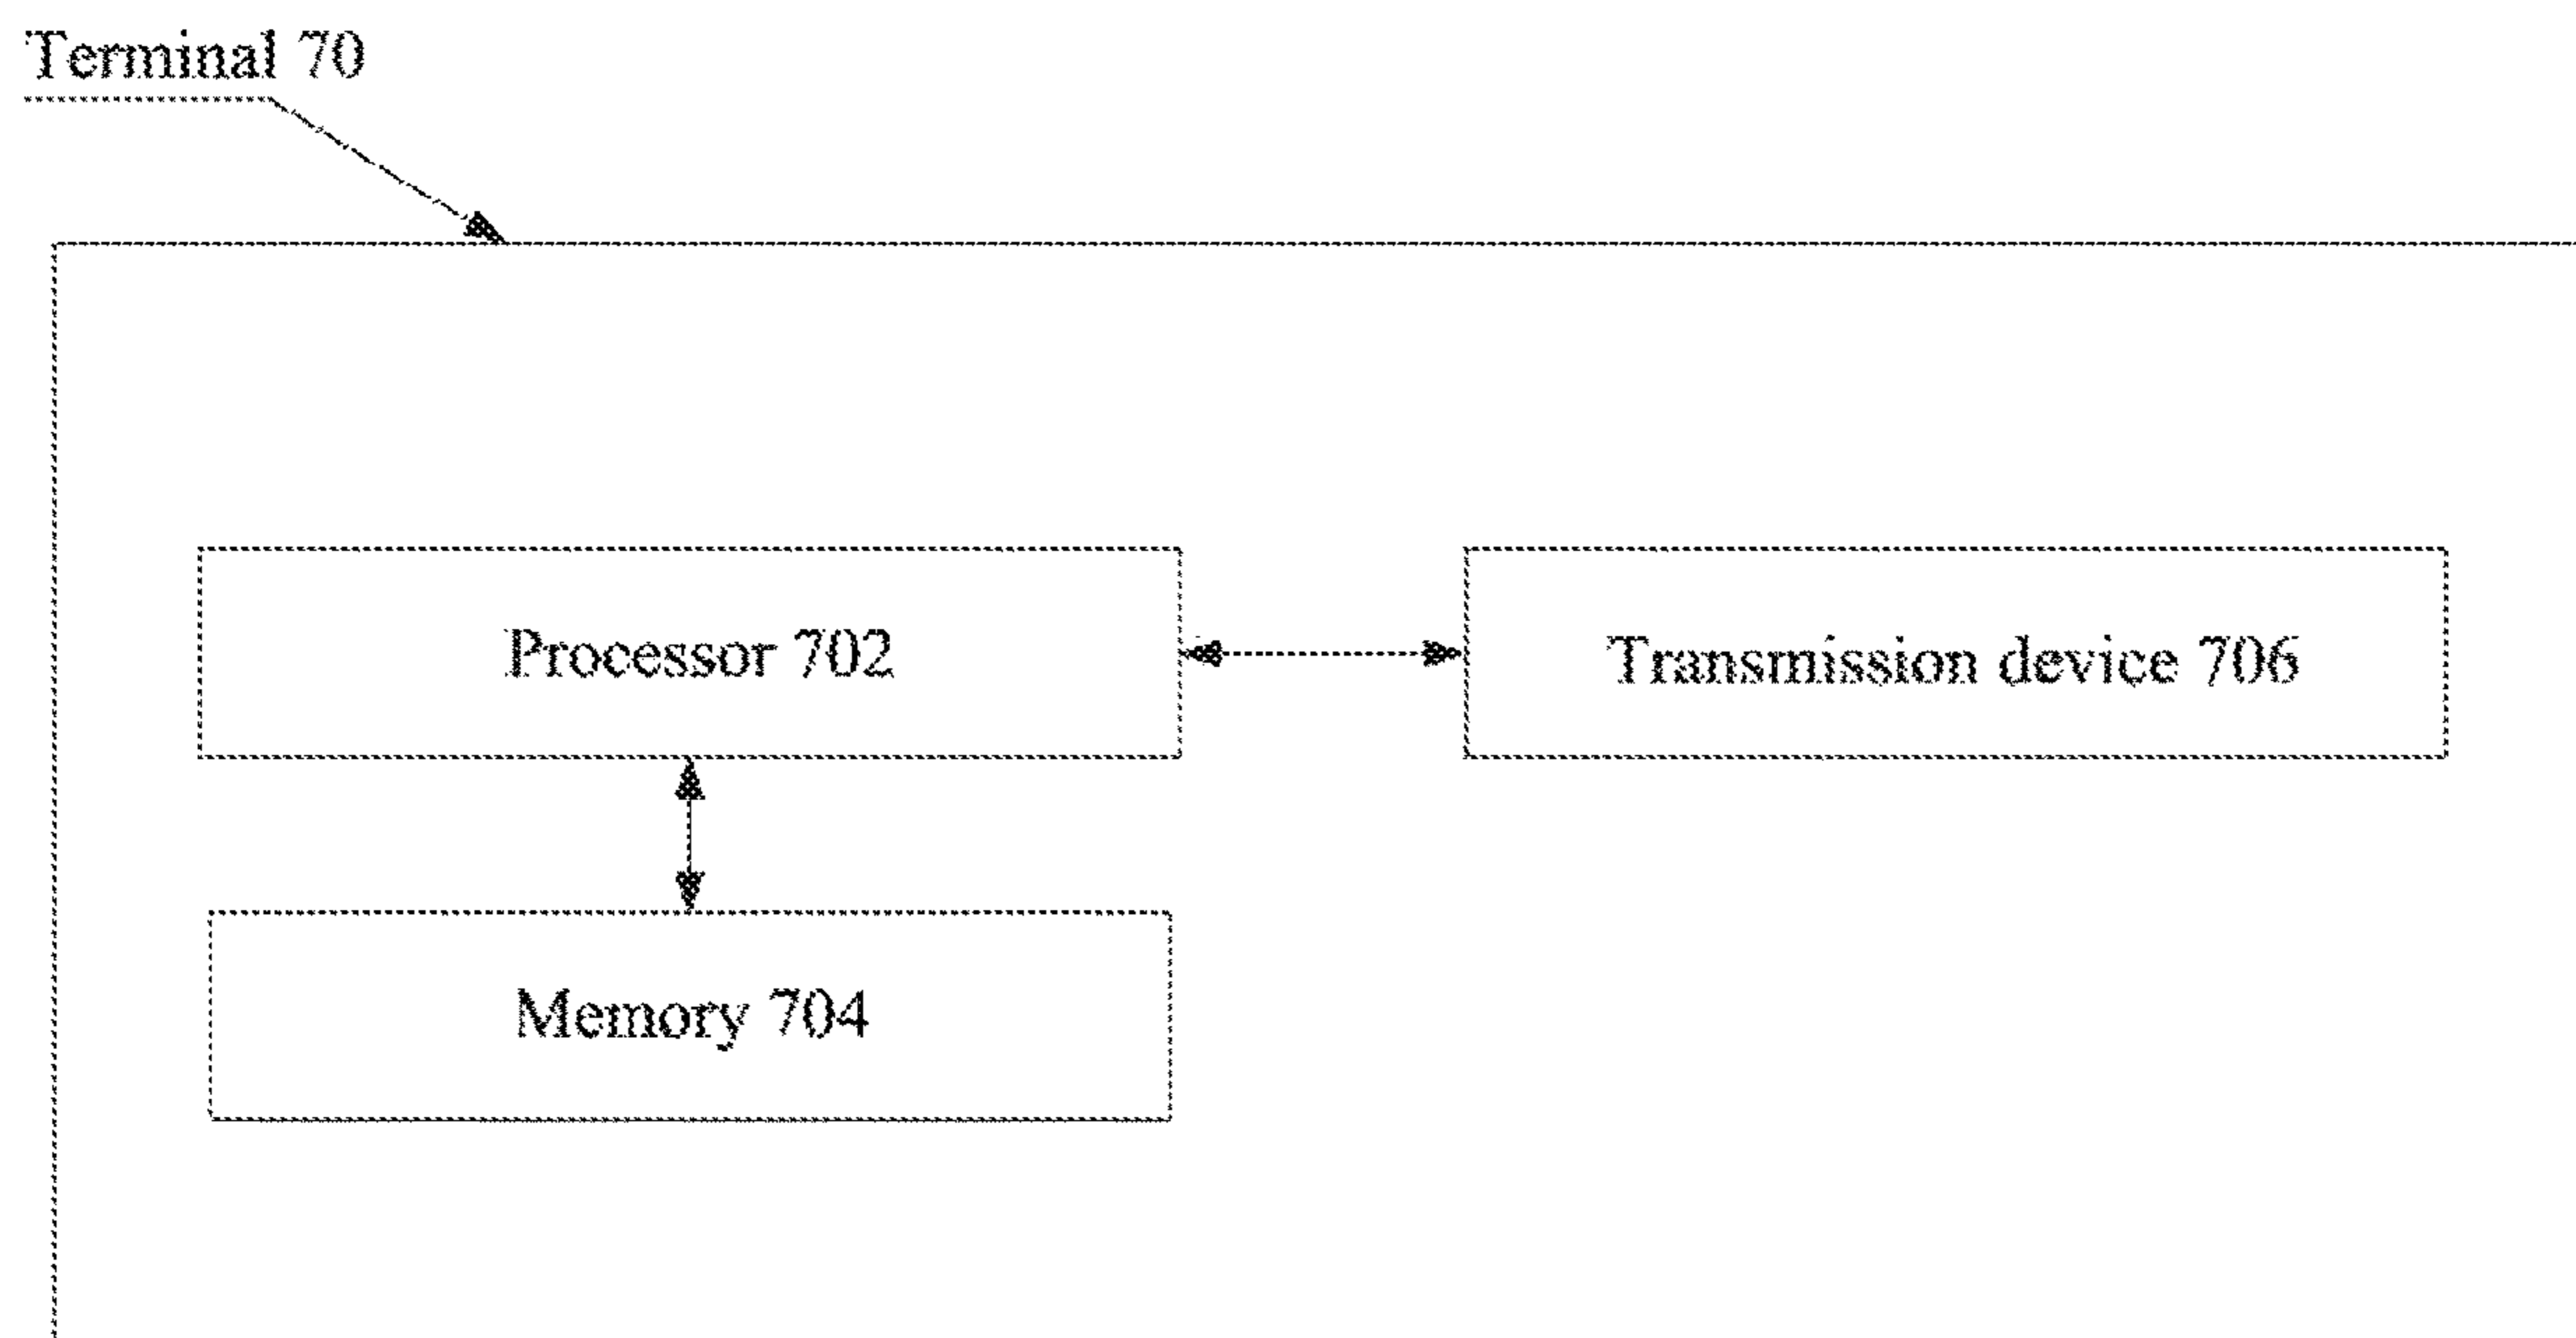 Terminal 70
Processor 702
Transmission device 706
Memory 704